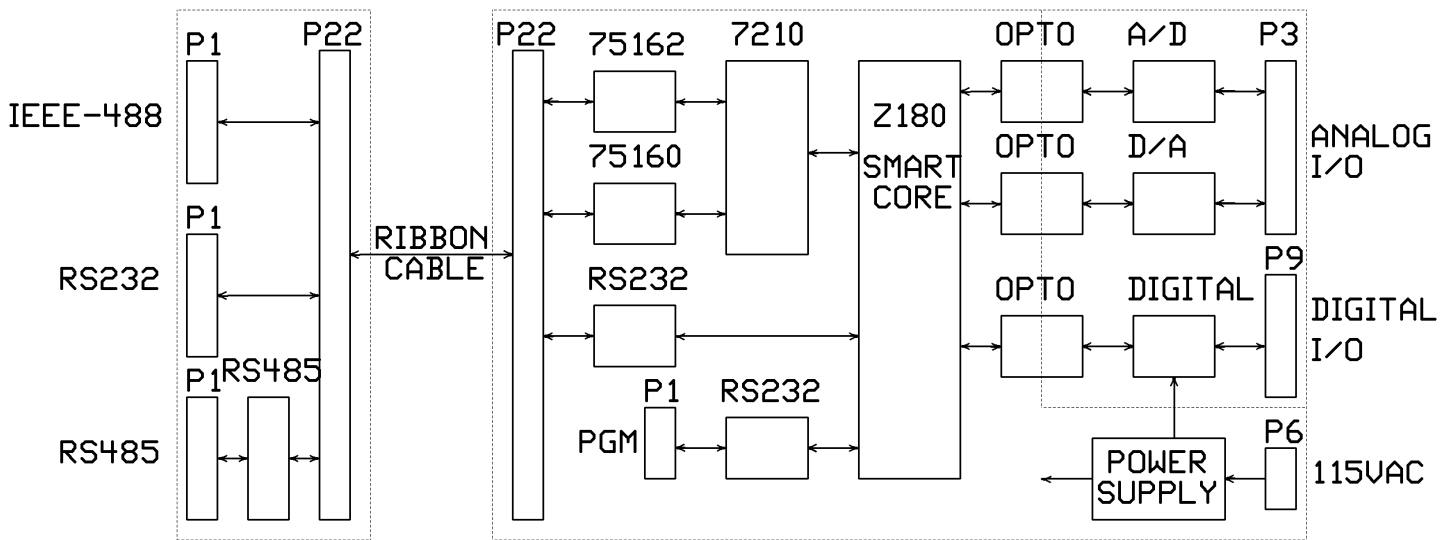 P1
P22
P22
75162
7210
OPTO
A/D
P3
IEEE-488
Z180
ANALOG
I/O
75160
SMART
CORE
OPTO
D/A
P1
RIBBON
CABLE
RS232
RS232
OPTO
DIGITAL
P9
DIGITAL
I/O
P1
RS485
P1
RS232
RS485
PGM
P6
POWER
SUPPLY
115VAC